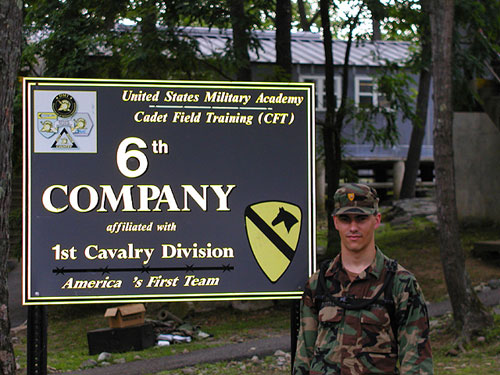 United States Military Academy
Cadet Field Training (CFT)
6th
COMPANY
affiliated with
1st Cavalry Division
America 's First Team